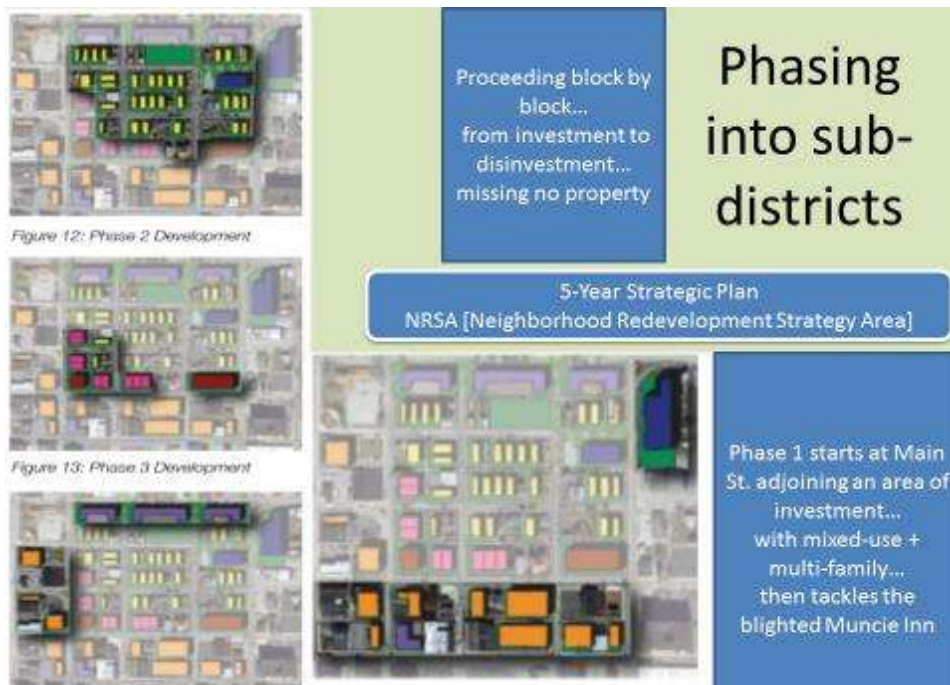 Proceeding block by
block...
from investment to
disinvestment...
missing no property
Phasing
into sub-
districts
Figure 12: Phase 2 Development
5-Year Strategic Plan
NRSA [Neighborhood Redevelopment Strategy Area]
Figure 13: Phase 3 Development
Phase 1 starts at Main
St. adjoining an area of
investment...
with mixed-use +
multi-family...
then tackles the
blighted Muncie Inn